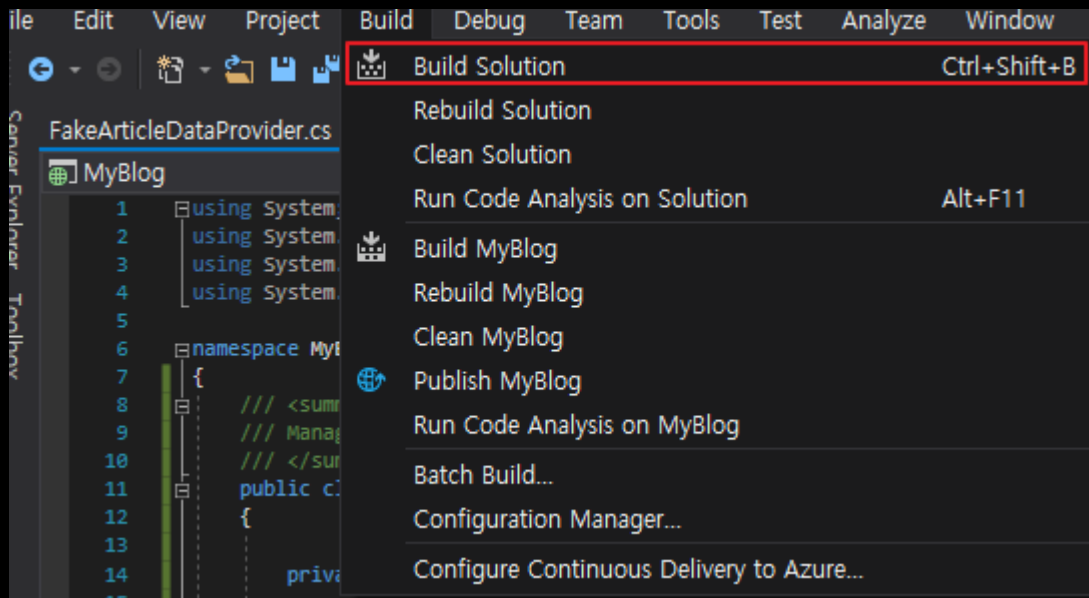 ile Edit View Project Build Debug Team Tools Test Analyze Window
Build Solution Ctrl+Shift+B
Rebuild Solution
Clean Solution
Run Code Analysis on Solution Alt+F11
Build MyBlog
Rebuild MyBlog
Clean MyBlog
Publish MyBlog
Run Code Analysis on MyBlog
Batch Build...
Configuration Manager...
Configure Continuous Delivery to Azure...
Server Explorer
Toolbox
FakeArticleDataProvider.cs
MyBlog
1 using System;
2 using System.
3 using System.
4 using System.
5
6 namespace MyB
7 {
8 /// <summ
9 /// Manag
10 /// </sum
11 public cl
12 {
13
14 priva